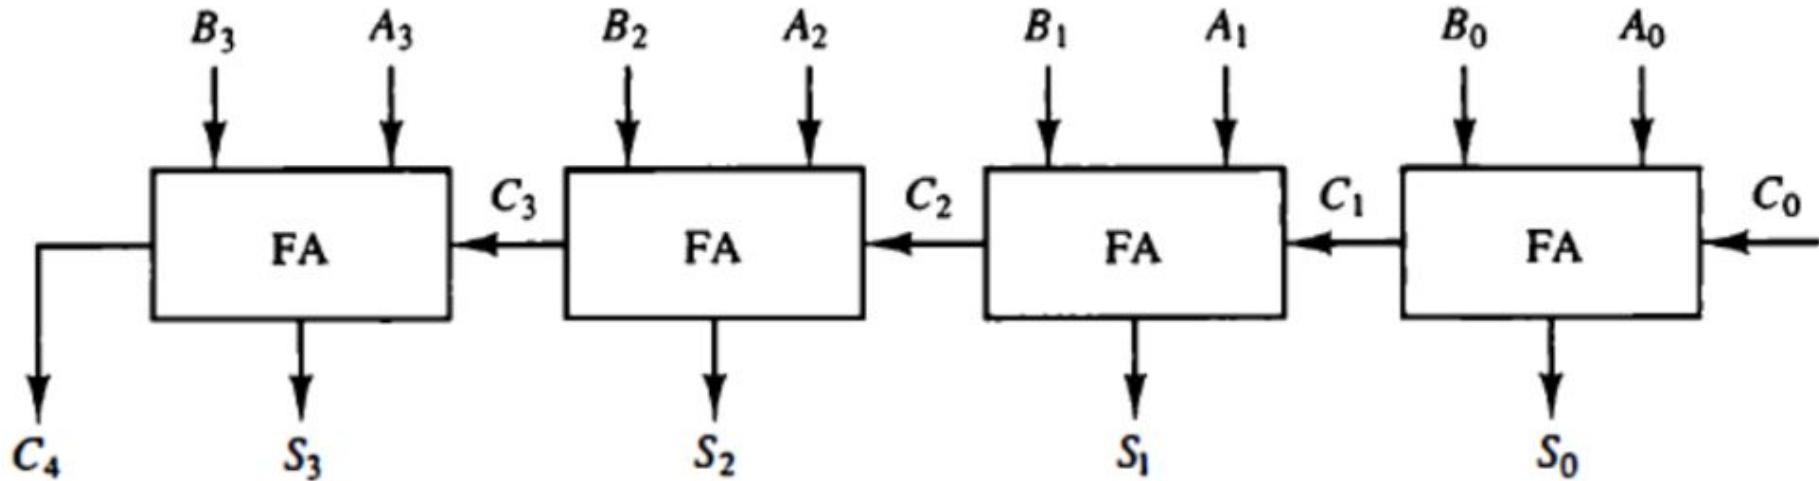 B₃ A₃ B₂ A₂ B₁ A₁ B₀ A₀
C₃ C₂ C₁ C₀
FA FA FA FA
C₄ S₃ S₂ S₁ S₀